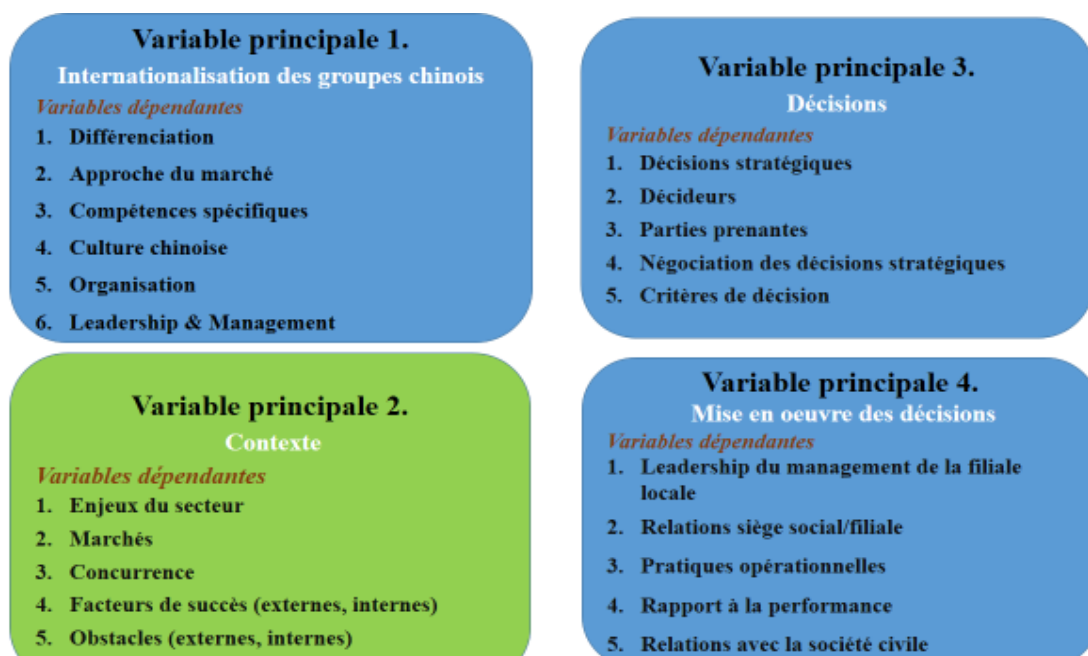 Variable principale 1.
Internationalisation des groupes chinois
Variables dépendantes
1. Différenciation
2. Approche du marché
3. Compétences spécifiques
4. Culture chinoise
5. Organisation
6. Leadership & Management
Variable principale 3.
Décisions
Variables dépendantes
1. Décisions stratégiques
2. Décideurs
3. Parties prenantes
4. Négociation des décisions stratégiques
5. Critères de décision
Variable principale 2.
Contexte
Variables dépendantes
1. Enjeux du secteur
2. Marchés
3. Concurrence
4. Facteurs de succès (externes, internes)
5. Obstacles (externes, internes)
Variable principale 4.
Mise en oeuvre des décisions
Variables dépendantes
1. Leadership du management de la filiale
locale
2. Relations siège social/filiale
3. Pratiques opérationnelles
4. Rapport à la performance
5. Relations avec la société civile